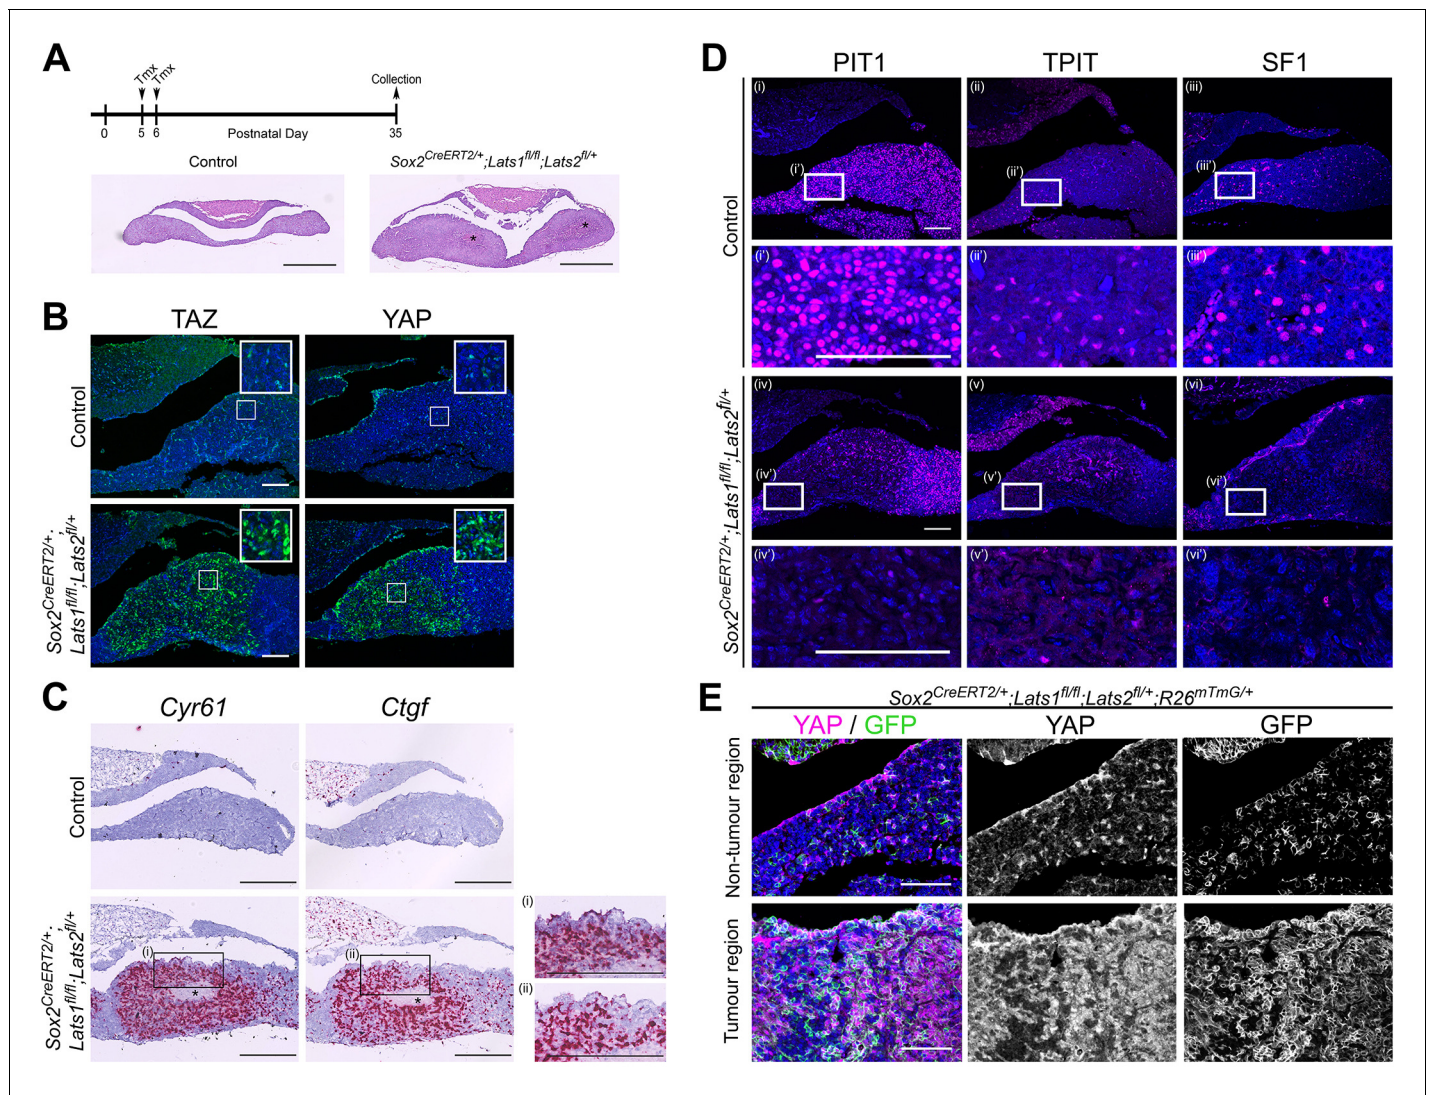 A
Tmx
Tmx
Collection
0
5
6
Postnatal Day
35
Control
Sox2CreERT2/+;Lats1fl/fl;Lats2fl/+
*
*
B
TAZ
YAP
Control
Sox2CreERT2/+;
Lats1fl/fl;Lats2fl/+
C
Cyr61
Ctgf
Control
Sox2CreERT2/+;
Lats1fl/fl;Lats2fl/+
(i)
*
(ii)
*
(i)
(ii)
D
PIT1
TPIT
SF1
Control
(i)
(i')
(ii)
(ii')
(iii)
(iii')
(i')
(ii')
(iii')
Sox2CreERT2/+;Lats1fl/fl;Lats2fl/+
(iv)
(iv')
(v)
(v')
(vi)
(vi')
(iv')
(v')
(vi')
E
Sox2CreERT2/+;Lats1fl/fl;Lats2fl/+;R26mTmG/+
YAP / GFP
YAP
GFP
Non-tumour region
Tumour region